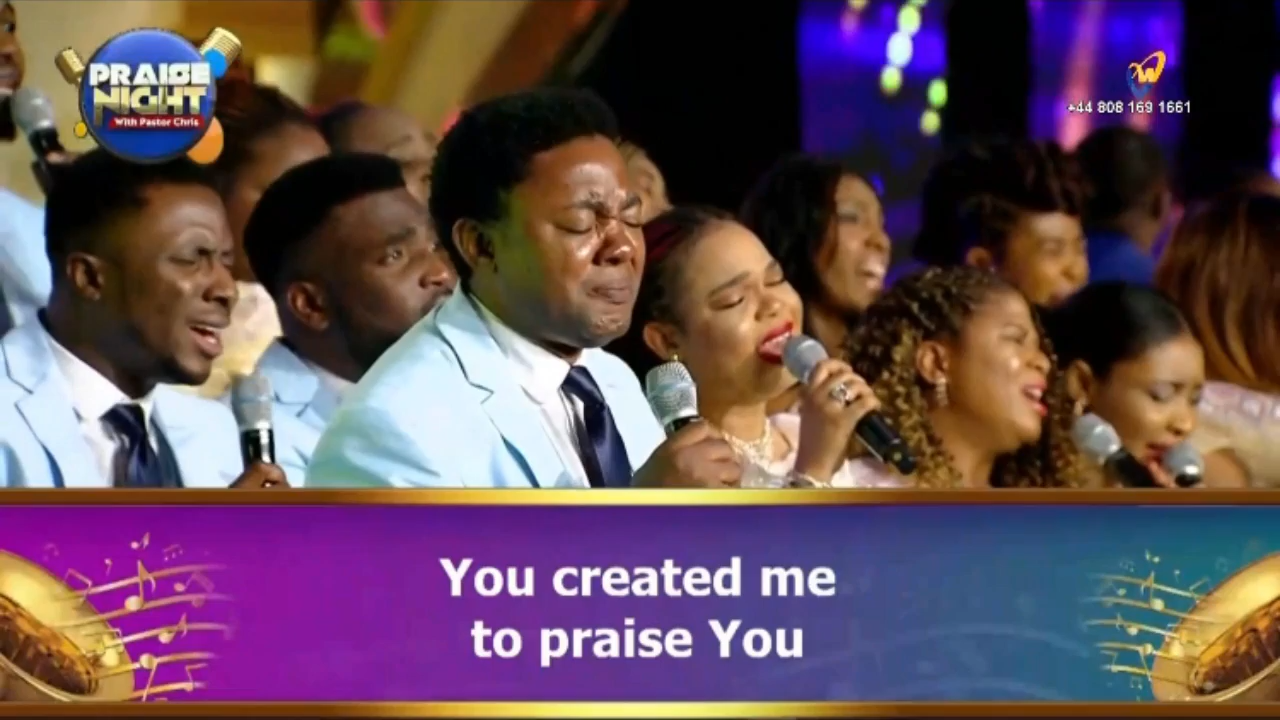 PRAISE
NIGHT
With Pastor Chris
W
+44 808 169 1661
You created me
to praise You